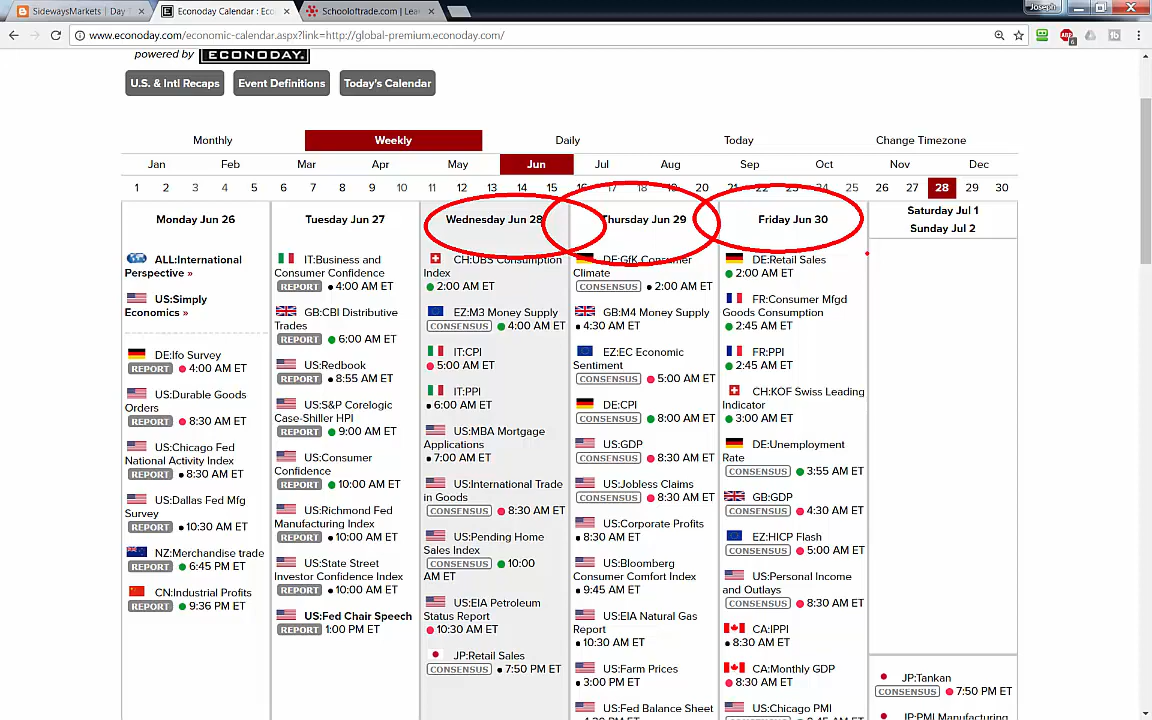 SidewaysMarkets | Day T
Econoday Calendar : Eco
Schooloftrade.com | Lea
Joseph
www.econoday.com/economic-calendar.aspx?link=http://global-premium.econoday.com/
powered by ECONODAY.
U.S. & Intl Recaps
Event Definitions
Today's Calendar
Monthly Weekly Daily Today Change Timezone
Jan Feb Mar Apr May Jun Jul Aug Sep Oct Nov Dec
1 2 3 4 5 6 7 8 9 10 11 12 13 14 15 16 17 18 19 20 21 22 23 24 25 26 27 28 29 30
Monday Jun 26
ALL:International
Perspective »
US:Simply
Economics »
DE:Ifo Survey
REPORT 4:00 AM ET
US:Durable Goods
Orders
REPORT 8:30 AM ET
US:Chicago Fed
National Activity Index
REPORT 8:30 AM ET
US:Dallas Fed Mfg
Survey
REPORT 10:30 AM ET
NZ:Merchandise trade
REPORT 6:45 PM ET
CN:Industrial Profits
REPORT 9:36 PM ET
Tuesday Jun 27
IT:Business and
Consumer Confidence
REPORT 4:00 AM ET
GB:CBI Distributive
Trades
REPORT 6:00 AM ET
US:Redbook
REPORT 8:55 AM ET
US:S&P Corelogic
Case-Shiller HPI
REPORT 9:00 AM ET
US:Consumer
Confidence
REPORT 10:00 AM ET
US:Richmond Fed
Manufacturing Index
REPORT 10:00 AM ET
US:State Street
Investor Confidence Index
REPORT 10:00 AM ET
US:Fed Chair Speech
REPORT 1:00 PM ET
Wednesday Jun 28
CH:UBS Consumption
Index
2:00 AM ET
EZ:M3 Money Supply
CONSENSUS 4:00 AM ET
IT:CPI
5:00 AM ET
IT:PPI
6:00 AM ET
US:MBA Mortgage
Applications
7:00 AM ET
US:International Trade
in Goods
CONSENSUS 8:30 AM ET
US:Pending Home
Sales Index
CONSENSUS 10:00
AM ET
US:EIA Petroleum
Status Report
10:30 AM ET
JP:Retail Sales
CONSENSUS 7:50 PM ET
Thursday Jun 29
DE:GfK Consumer
Climate
CONSENSUS 2:00 AM ET
GB:M4 Money Supply
4:30 AM ET
EZ:EC Economic
Sentiment
CONSENSUS 5:00 AM ET
DE:CPI
CONSENSUS 8:00 AM ET
US:GDP
CONSENSUS 8:30 AM ET
US:Jobless Claims
CONSENSUS 8:30 AM ET
US:Corporate Profits
8:30 AM ET
US:Bloomberg
Consumer Comfort Index
9:45 AM ET
US:EIA Natural Gas
Report
10:30 AM ET
US:Farm Prices
3:00 PM ET
US:Fed Balance Sheet
4:30 PM ET
Friday Jun 30
DE:Retail Sales
2:00 AM ET
FR:Consumer Mfgd
Goods Consumption
2:45 AM ET
FR:PPI
2:45 AM ET
CH:KOF Swiss Leading
Indicator
3:00 AM ET
DE:Unemployment
Rate
CONSENSUS 3:55 AM ET
GB:GDP
CONSENSUS 4:30 AM ET
EZ:HICP Flash
CONSENSUS 5:00 AM ET
US:Personal Income
and Outlays
CONSENSUS 8:30 AM ET
CA:IPPI
8:30 AM ET
CA:Monthly GDP
8:30 AM ET
US:Chicago PMI
9:45 AM ET
Saturday Jul 1
Sunday Jul 2
JP:Tankan
CONSENSUS 7:50 PM ET
JP:PMI Manufacturing